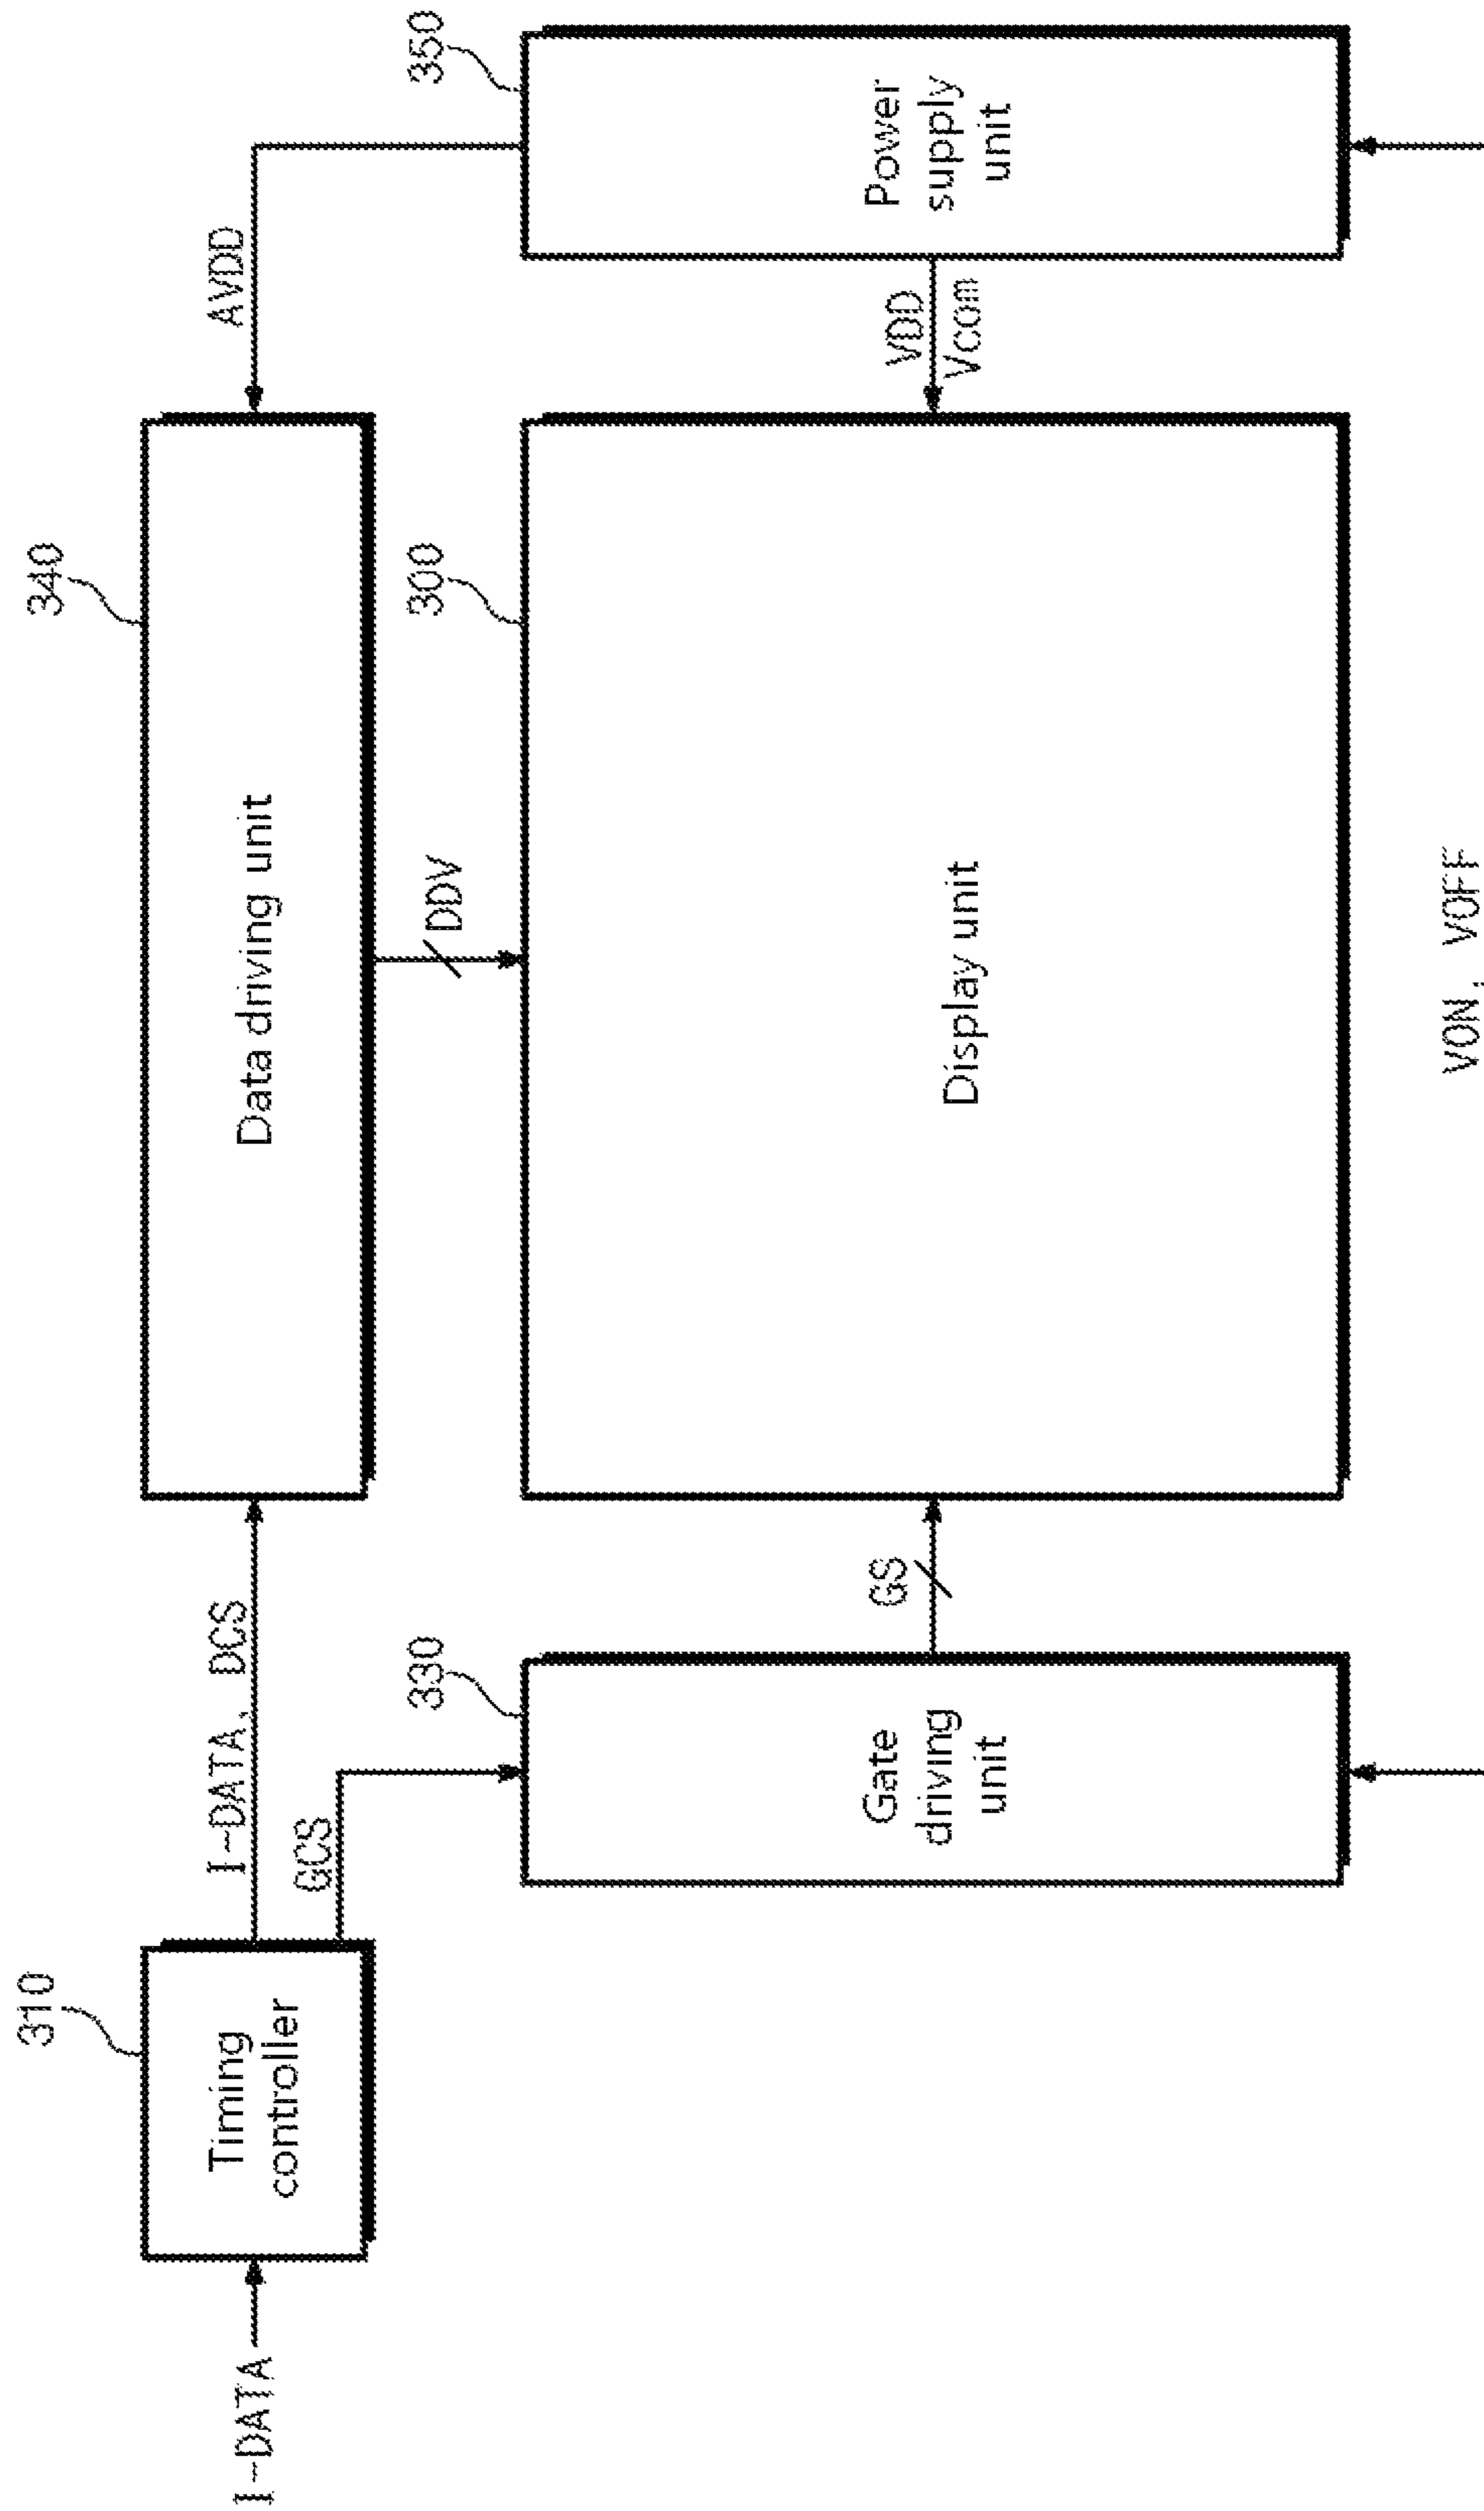 340
350
310
Data driving unit
AVDD
I-DATA, DCS
Timing
controller
I-DATA
GCS
DDV
300
330
350
Gate
driving
unit
GS
Display unit
VDD
Vcom
Power
supply
unit
VON, VOFF